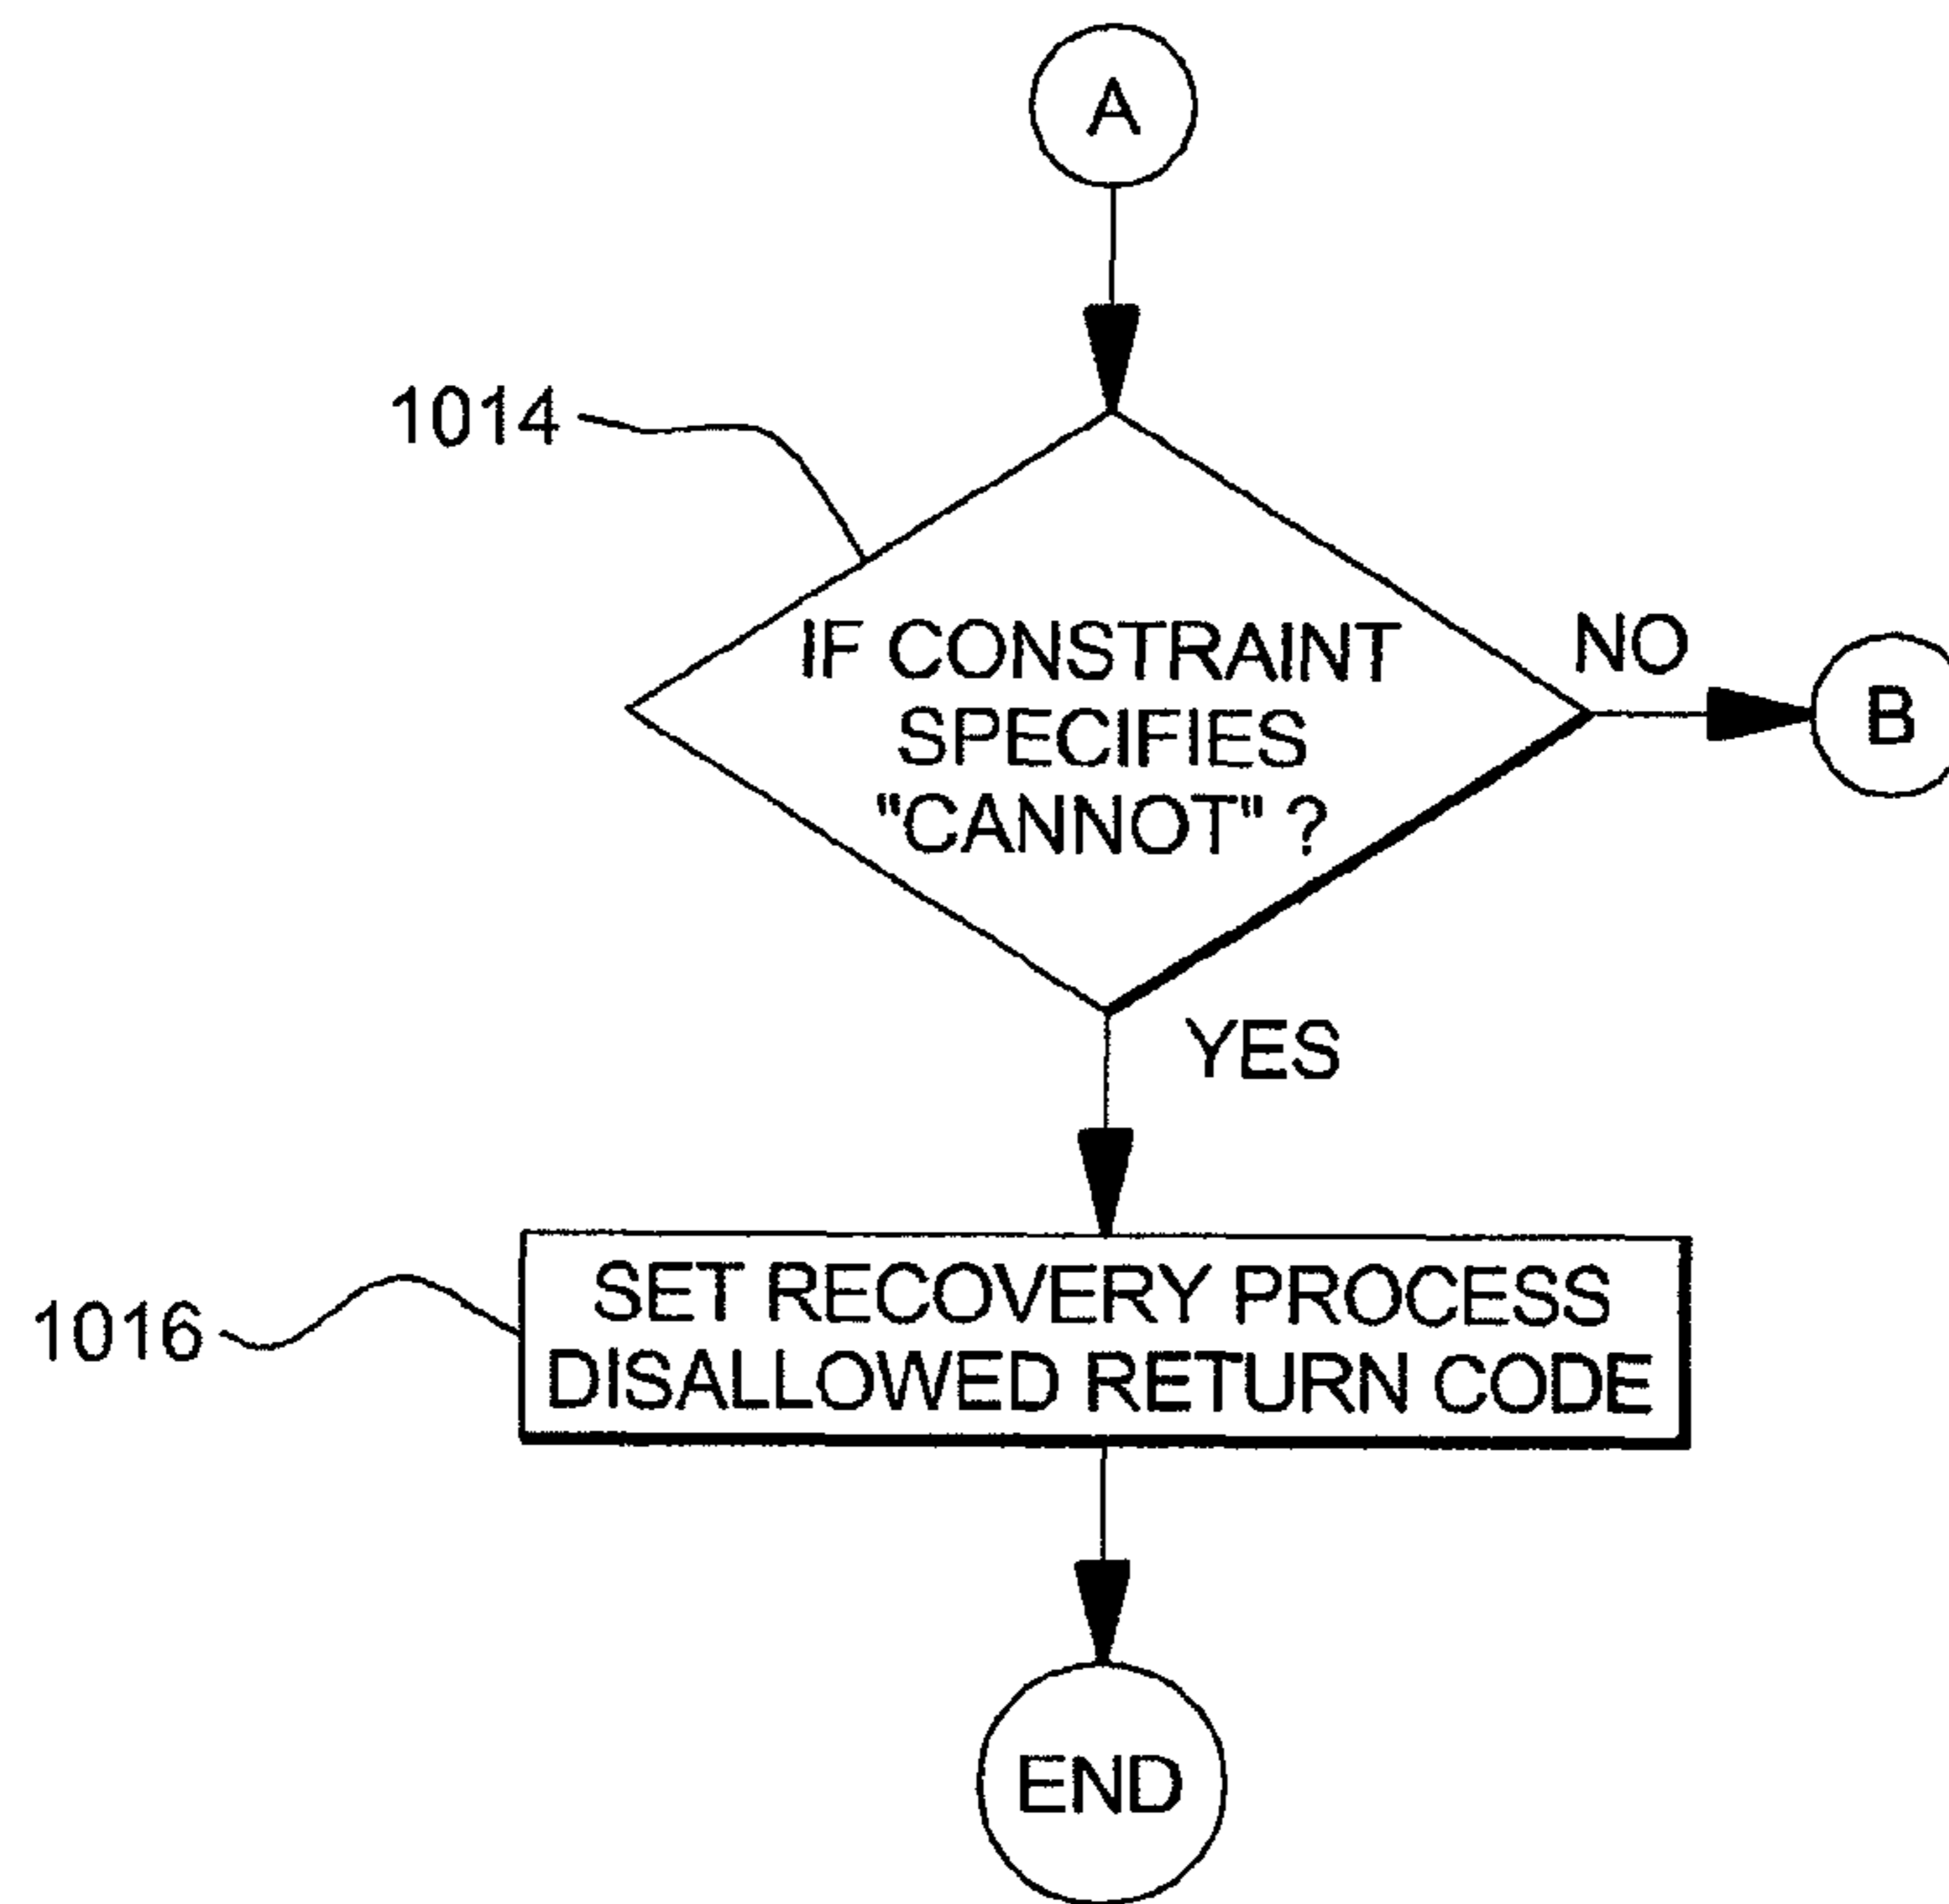 A
1014
IF CONSTRAINT
SPECIFIES
"CANNOT" ?
NO
B
YES
1016
SET RECOVERY PROCESS
DISALLOWED RETURN CODE
END